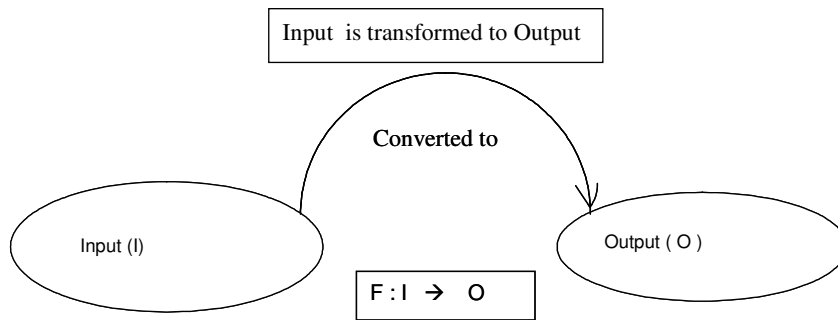 Input is transformed to Output
Converted to
Input (I)
Output ( O )
F : I → O